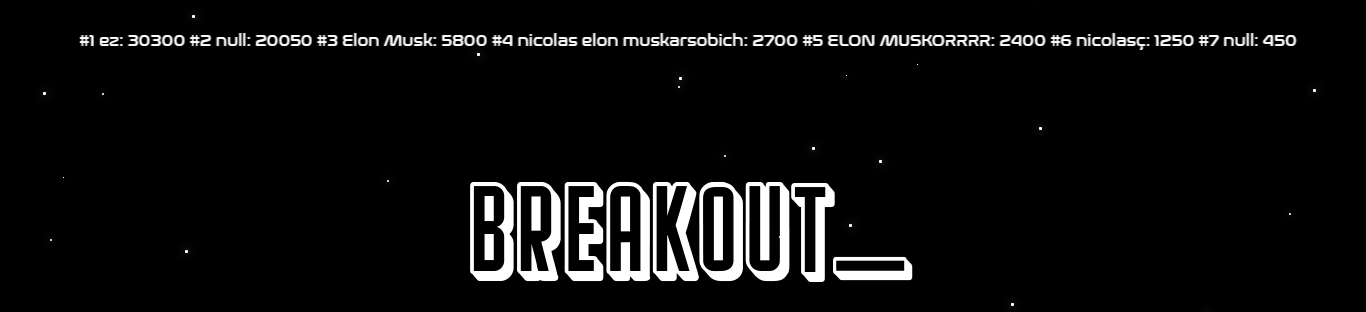 #1 ez: 30300 #2 null: 20050 #3 Elon Musk: 5800 #4 nicolas elon muskarsobich: 2700 #5 ELON MUSKORRRR: 2400 #6 nicolasç: 1250 #7 null: 450
BREAKOUT_